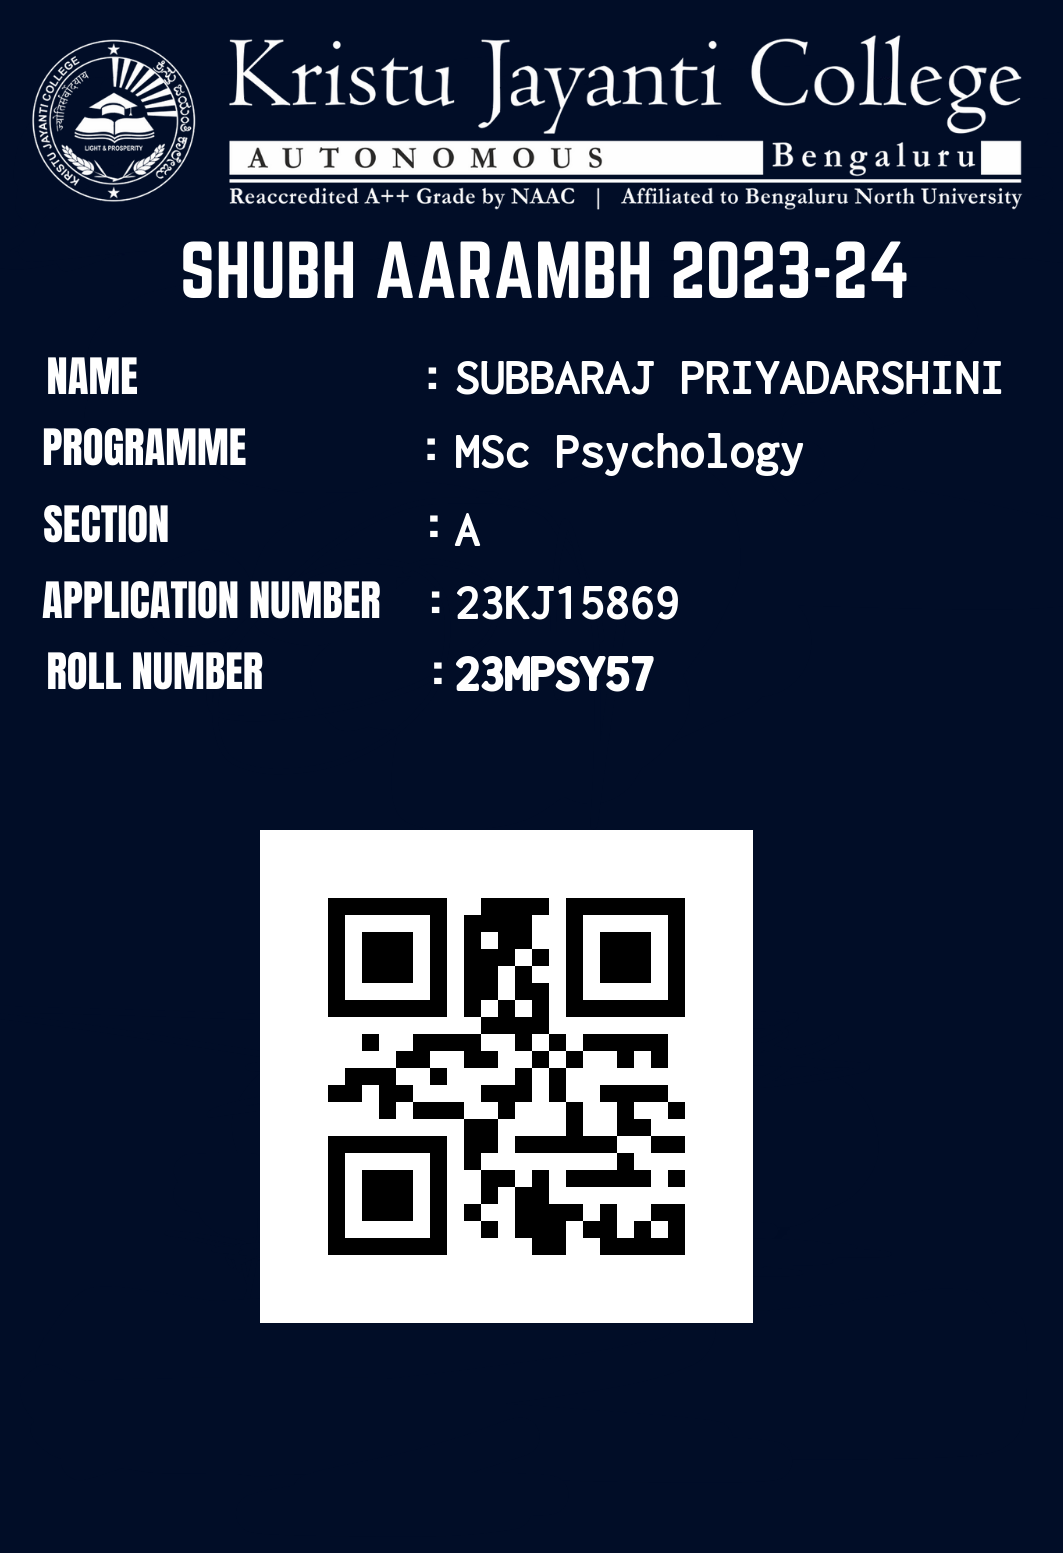 Kristu Jayanti College
AUTONOMOUS Bengaluru
Reaccredited A++ Grade by NAAC | Affiliated to Bengaluru North University
KRISTU JAYANTI COLLEGE
LIGHT & PROSPERITY
SHUBH AARAMBH 2023-24
NAME : SUBBARAJ PRIYADARSHINI
PROGRAMME : MSc Psychology
SECTION : A
APPLICATION NUMBER : 23KJ15869
ROLL NUMBER : 23MPSY57